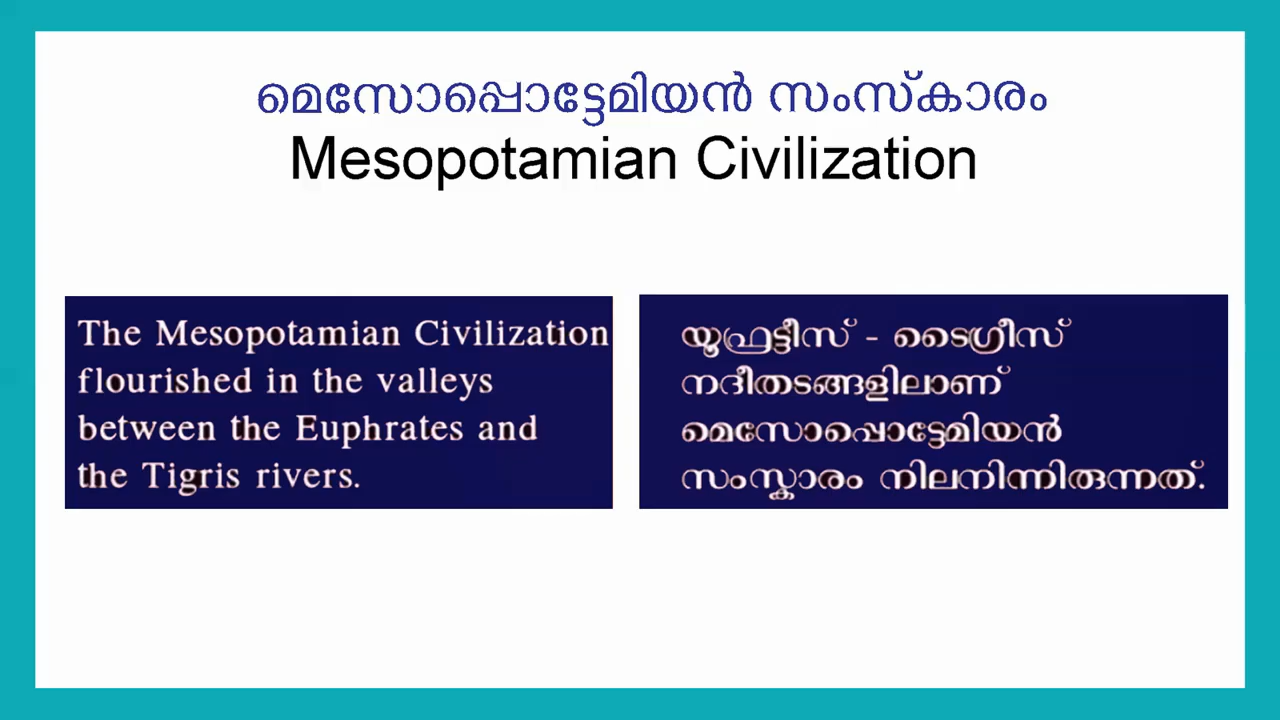 മെസോപ്പൊട്ടേമിയൻ സംസ്കാരം
Mesopotamian Civilization
The Mesopotamian Civilization
flourished in the valleys
between the Euphrates and
the Tigris rivers.
യൂഫ്രട്ടീസ് - ടൈഗ്രീസ്
നദീതടങ്ങളിലാണ്
മെസോപ്പൊട്ടേമിയൻ
സംസ്കാരം നിലനിന്നിരുന്നത്.